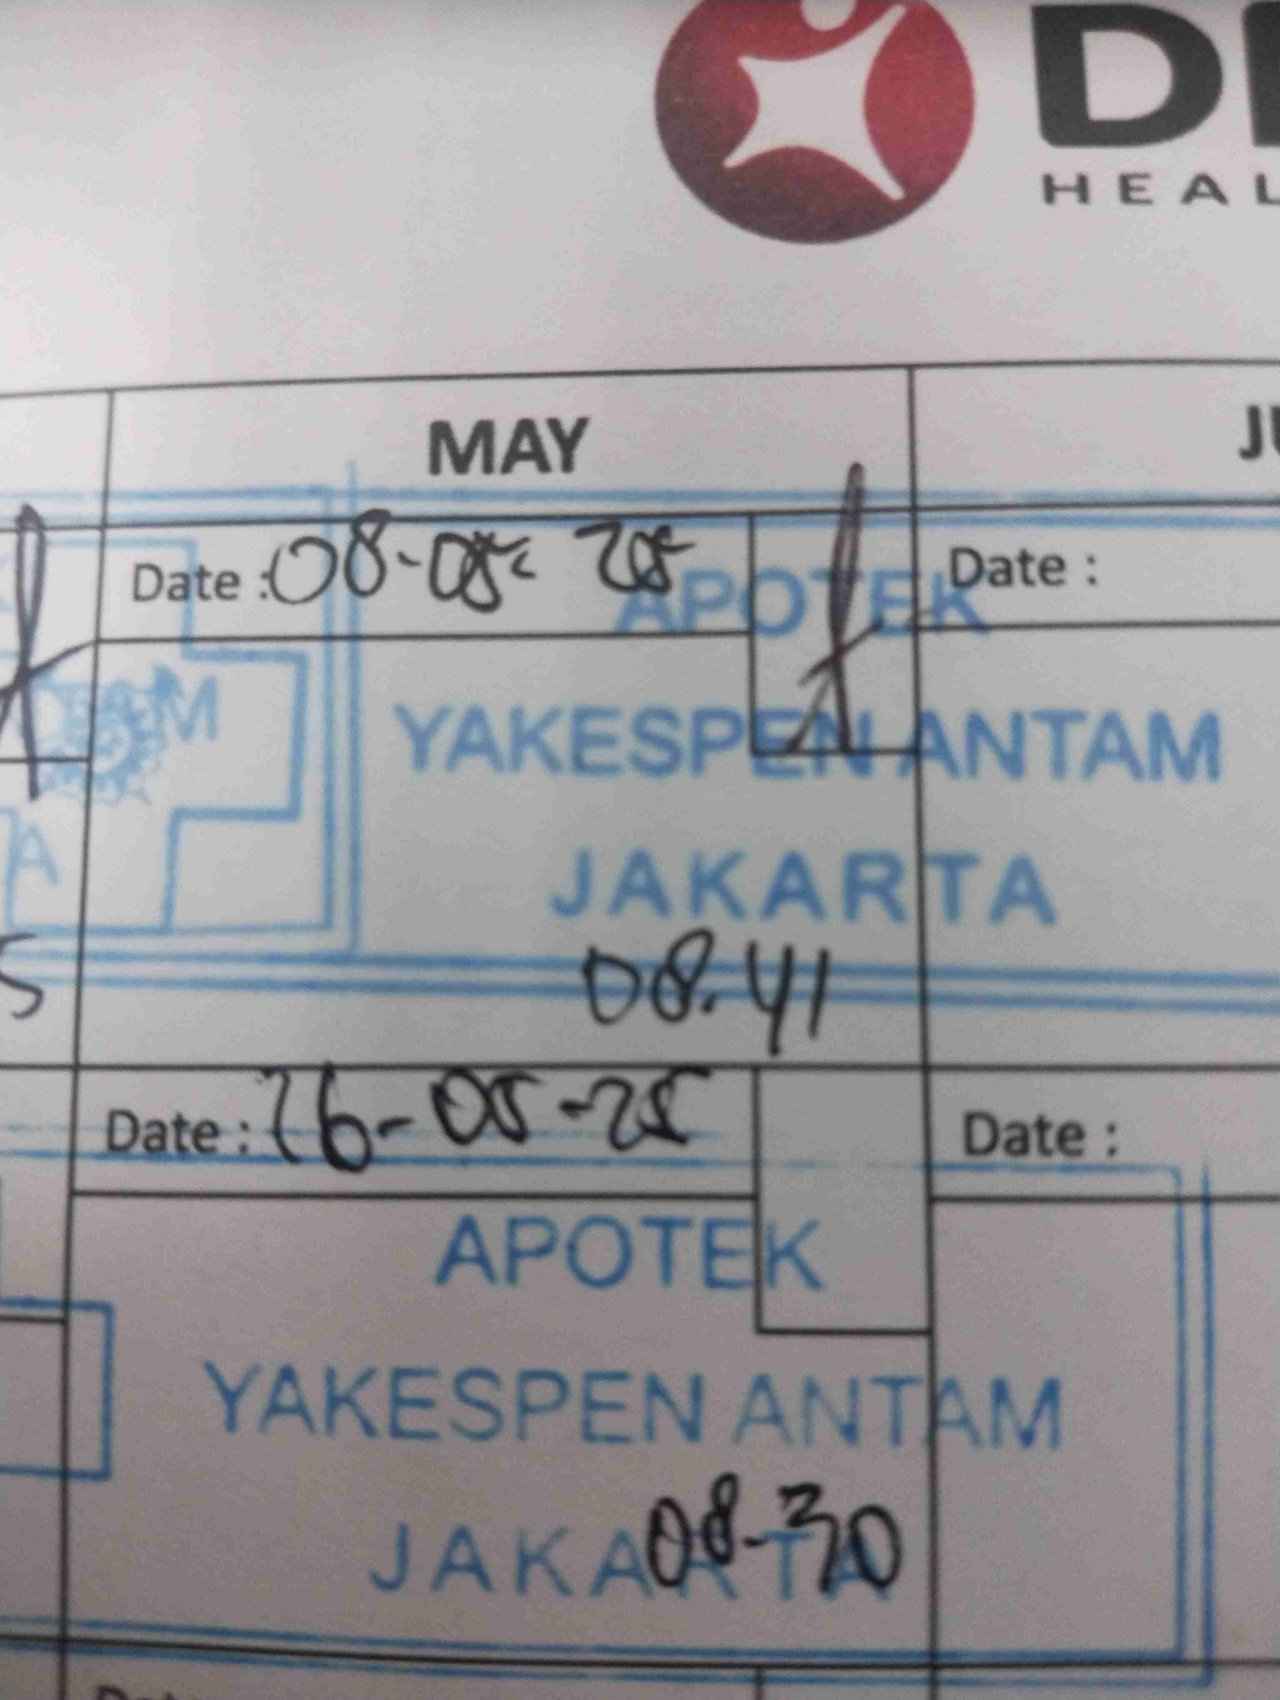 HEAL
MAY
Date : 08-05- 25
Date :
APOTEK
YAKESPEN ANTAM
JAKARTA
08.41
Date : 26-05-25
Date :
APOTEK
YAKESPEN ANTAM
JAKARTA
08-30